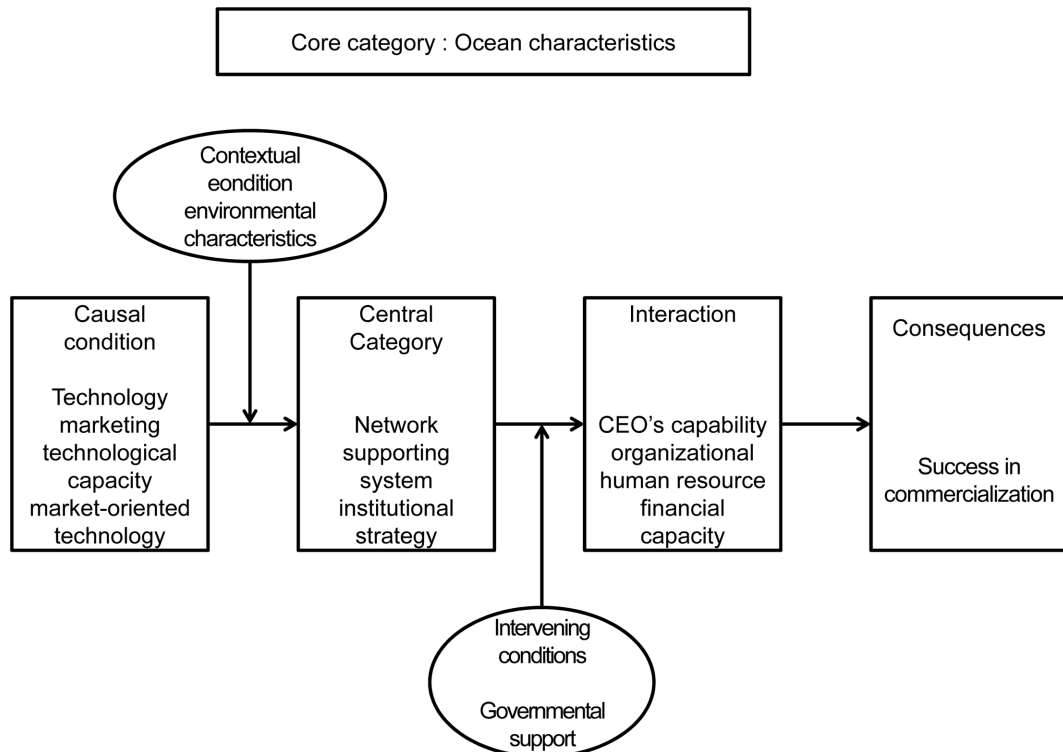 Core category : Ocean characteristics
Contextual
eondition
environmental
characteristics
Causal
condition
Technology
marketing
technological
capacity
market-oriented
technology
Central
Category
Network
supporting
system
institutional
strategy
Interaction
CEO’s capability
organizational
human resource
financial
capacity
Consequences
Success in
commercialization
Intervening
conditions
Governmental
support